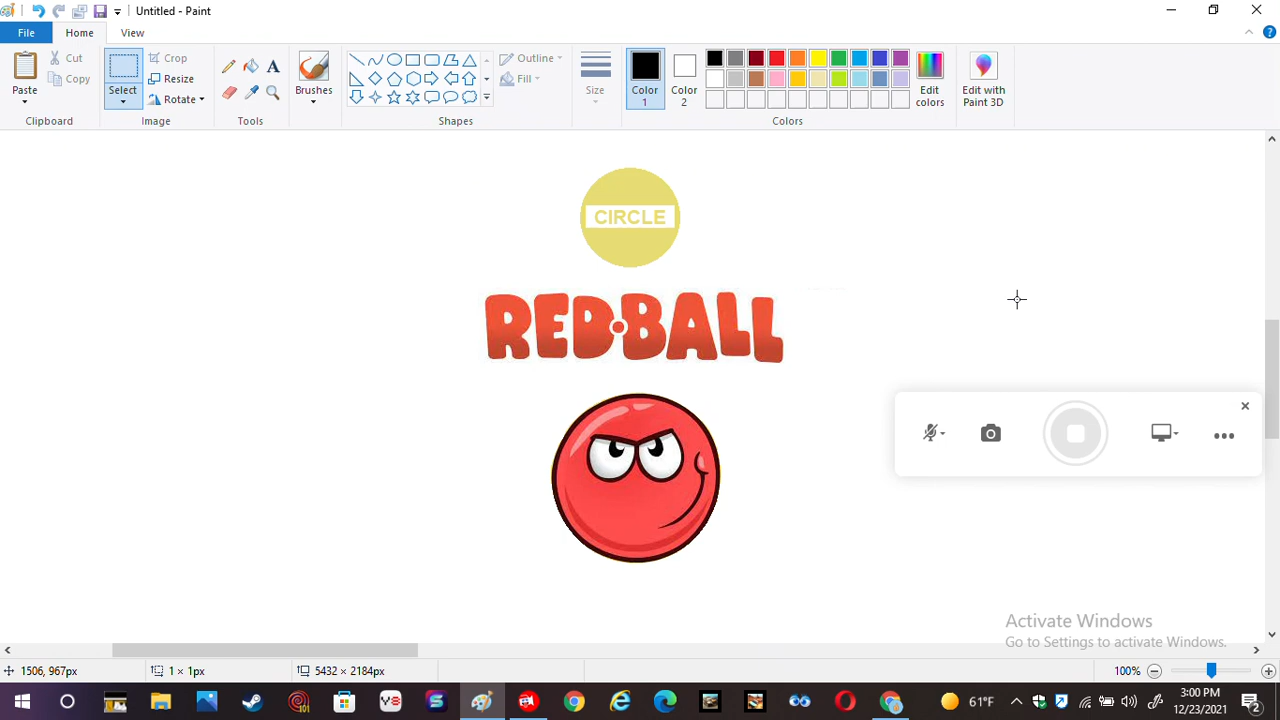 Untitled - Paint
File
Home
View
Paste
Cut
Copy
Clipboard
Select
Crop
Resize
Rotate
Image
Tools
Brushes
Shapes
Outline
Fill
Size
Color 1
Color 2
Colors
Edit colors
Edit with Paint 3D
CIRCLE
RED BALL
Activate Windows
Go to Settings to activate Windows.
1506, 967px
1 × 1px
5432 × 2184px
100%
101
61°F
3:00 PM
12/23/2021
2